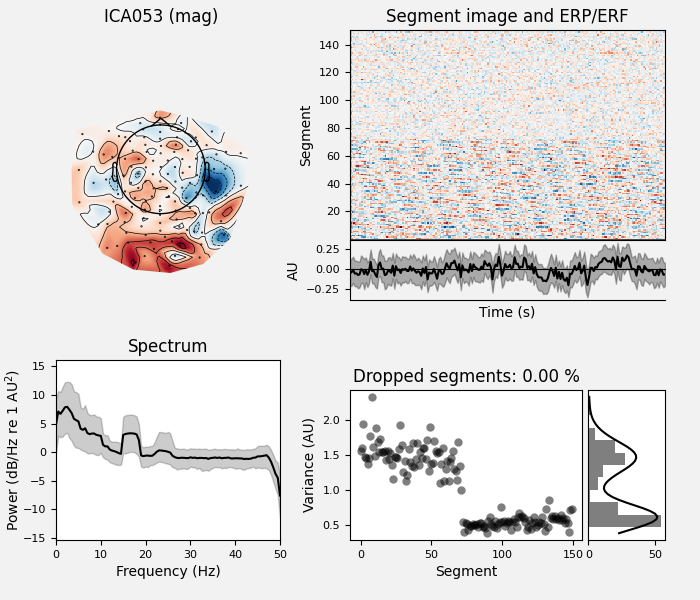 ICA053 (mag)
Segment image and ERP/ERF
Segment
140
120
100
80
60
40
20
AU
0.25
0.00
−0.25
Time (s)
Spectrum
Power (dB/Hz re 1 AU²)
15
10
5
0
−5
−10
−15
0 10 20 30 40 50
Frequency (Hz)
Dropped segments: 0.00 %
Variance (AU)
2.0
1.5
1.0
0.5
0 50 100 150
Segment
0 50